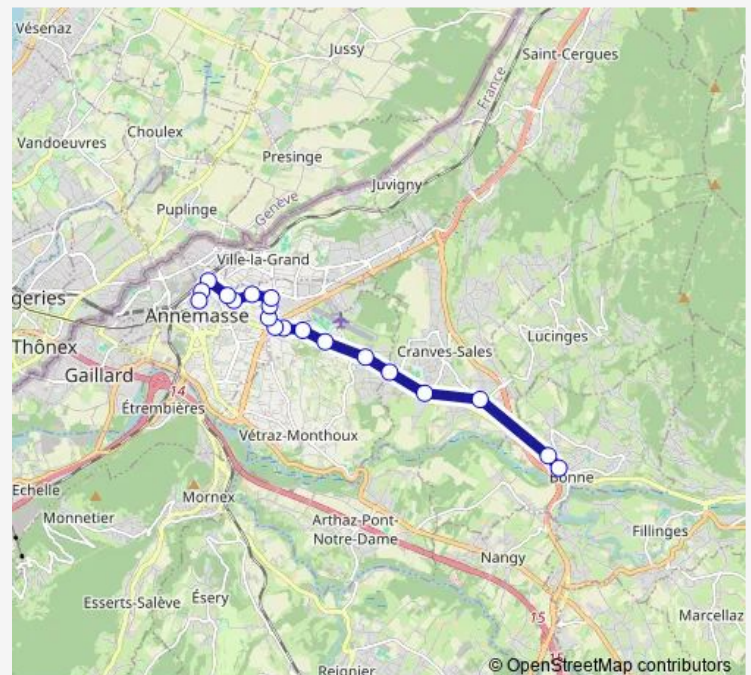 Vésenaz
Jussy
Saint-Cergues
France
Choulex
Vandoeuvres
Presinge
Juvigny
Genève
Puplinge
Ville-la-Grand
geries
Annemasse
Lucinges
Thônex
Cranves-Sales
Gaillard
14
Étrembières
Vétraz-Monthoux
Bonne
Echelle
Mornex
Monnetier
Arthaz-Pont-
Notre-Dame
Fillinges
Nangy
Ésery
Esserts-Salève
15
Marcellaz
15
Reignier
© OpenStreetMap contributors